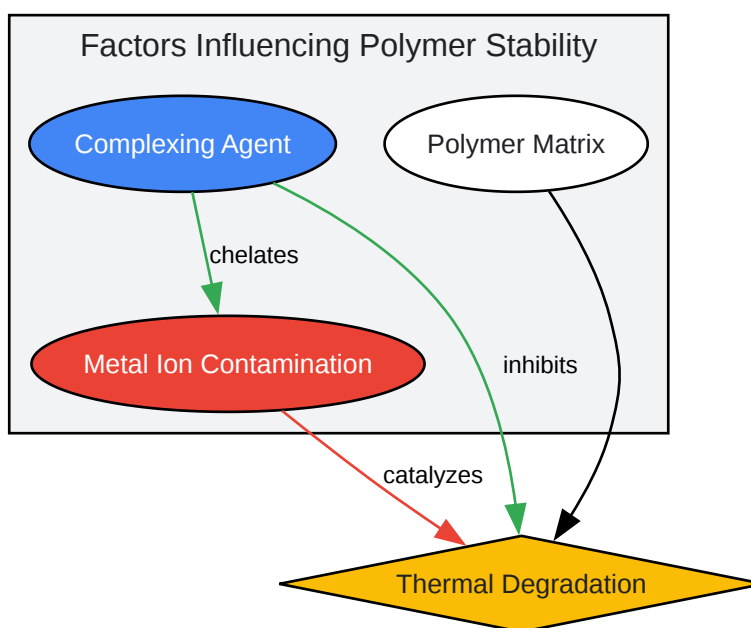 Factors Influencing Polymer Stability
Complexing Agent
Polymer Matrix
chelates
Metal Ion Contamination
inhibits
catalyzes
Thermal Degradation